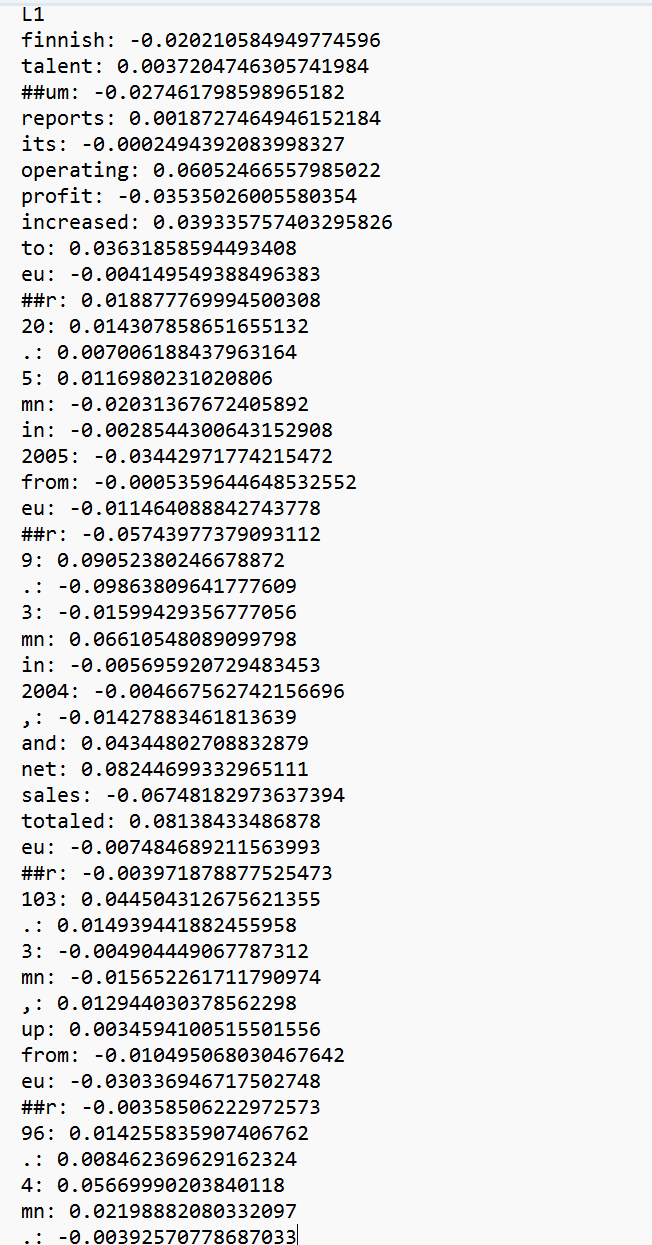 L1
finnish: -0.020210584949774596
talent: 0.0037204746305741984
##um: -0.027461798598965182
reports: 0.0018727464946152184
its: -0.0002494392083998327
operating: 0.06052466557985022
profit: -0.03535026005580354
increased: 0.039335757403295826
to: 0.03631858594493408
eu: -0.004149549388496383
##r: 0.018877769994500308
20: 0.014307858651655132
.: 0.007006188437963164
5: 0.0116980231020806
mn: -0.02031367672405892
in: -0.0028544300643152908
2005: -0.03442971774215472
from: -0.0005359644648532552
eu: -0.011464088842743778
##r: -0.05743977379093112
9: 0.09052380246678872
.: -0.09863809641777609
3: -0.01599429356777056
mn: 0.06610548089099798
in: -0.005695920729483453
2004: -0.004667562742156696
,: -0.01427883461813639
and: 0.04344802708832879
net: 0.08244699332965111
sales: -0.06748182973637394
totaled: 0.08138433486878
eu: -0.007484689211563993
##r: -0.003971878877525473
103: 0.044504312675621355
.: 0.014939441882455958
3: -0.004904449067787312
mn: -0.015652261711790974
,: 0.012944030378562298
up: 0.0034594100515501556
from: -0.010495068030467642
eu: -0.030336946717502748
##r: -0.00358506222972573
96: 0.014255835907406762
.: 0.008462369629162324
4: 0.05669990203840118
mn: 0.02198882080332097
.: -0.00392570778687033